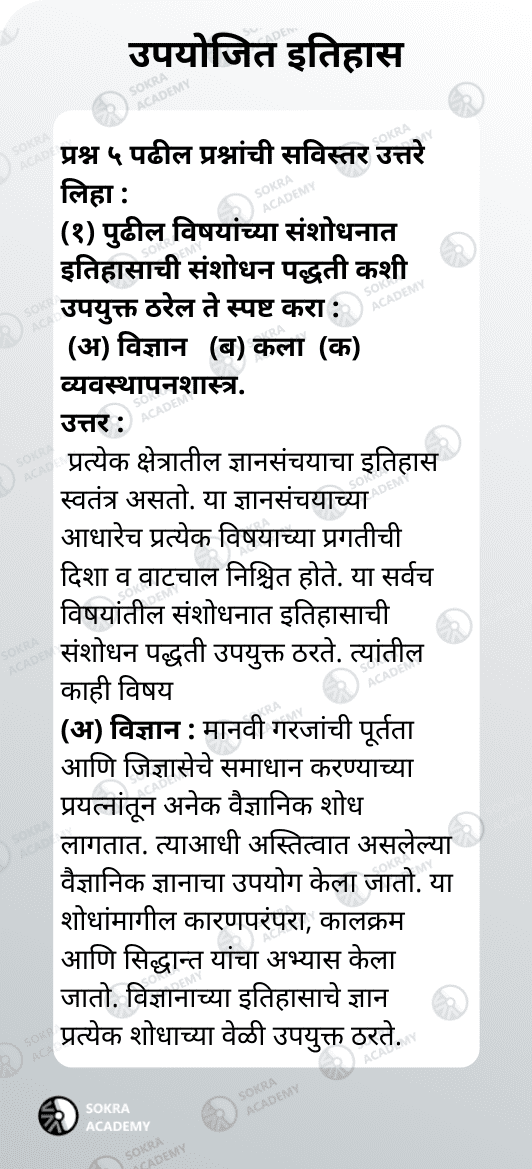 उपयोजित इतिहास
प्रश्न ५ पढील प्रश्नांची सविस्तर उत्तरे
लिहा :
(१) पुढील विषयांच्या संशोधनात
इतिहासाची संशोधन पद्धती कशी
उपयुक्त ठरेल ते स्पष्ट करा :
(अ) विज्ञान (ब) कला (क)
व्यवस्थापनशास्त्र.
उत्तर :
प्रत्येक क्षेत्रातील ज्ञानसंचयाचा इतिहास
स्वतंत्र असतो. या ज्ञानसंचयाच्या
आधारेच प्रत्येक विषयाच्या प्रगतीची
दिशा व वाटचाल निश्चित होते. या सर्वच
विषयांतील संशोधनात इतिहासाची
संशोधन पद्धती उपयुक्त ठरते. त्यांतील
काही विषय
(अ) विज्ञान : मानवी गरजांची पूर्तता
आणि जिज्ञासेचे समाधान करण्याच्या
प्रयत्नांतून अनेक वैज्ञानिक शोध
लागतात. त्याआधी अस्तित्वात असलेल्या
वैज्ञानिक ज्ञानाचा उपयोग केला जातो. या
शोधांमागील कारणपरंपरा, कालक्रम
आणि सिद्धान्त यांचा अभ्यास केला
जातो. विज्ञानाच्या इतिहासाचे ज्ञान
प्रत्येक शोधाच्या वेळी उपयुक्त ठरते.
SOKRA
ACADEMY